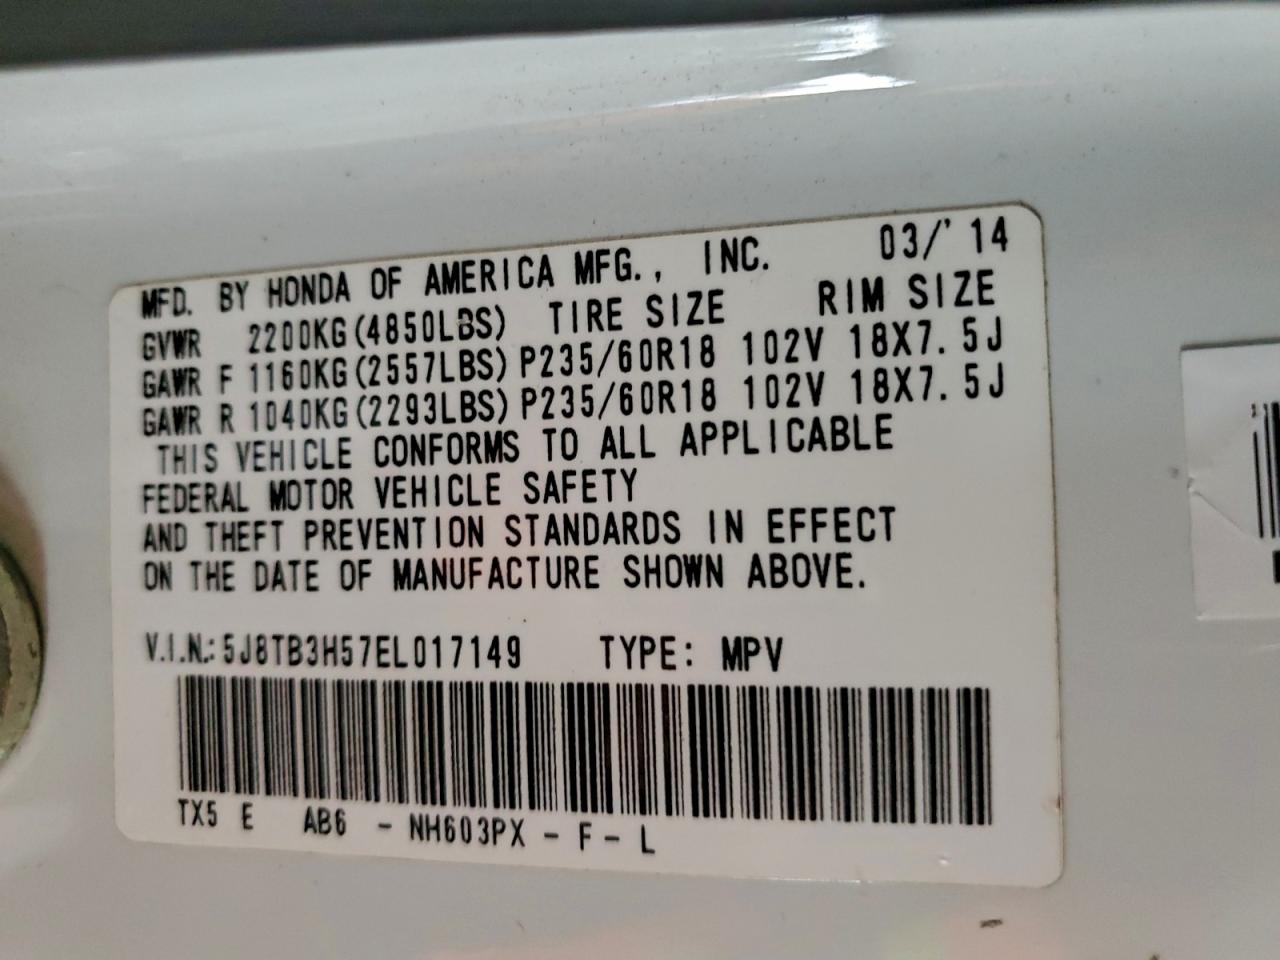 MFD. BY HONDA OF AMERICA MFG., INC. 03/'14
GVWR 2200KG(4850LBS) TIRE SIZE RIM SIZE
GAWR F 1160KG(2557LBS) P235/60R18 102V 18X7.5J
GAWR R 1040KG(2293LBS) P235/60R18 102V 18X7.5J
THIS VEHICLE CONFORMS TO ALL APPLICABLE
FEDERAL MOTOR VEHICLE SAFETY
AND THEFT PREVENTION STANDARDS IN EFFECT
ON THE DATE OF MANUFACTURE SHOWN ABOVE.
V.I.N.: 5J8TB3H57EL017149 TYPE: MPV
TX5 E AB6 - NH603PX - F - L